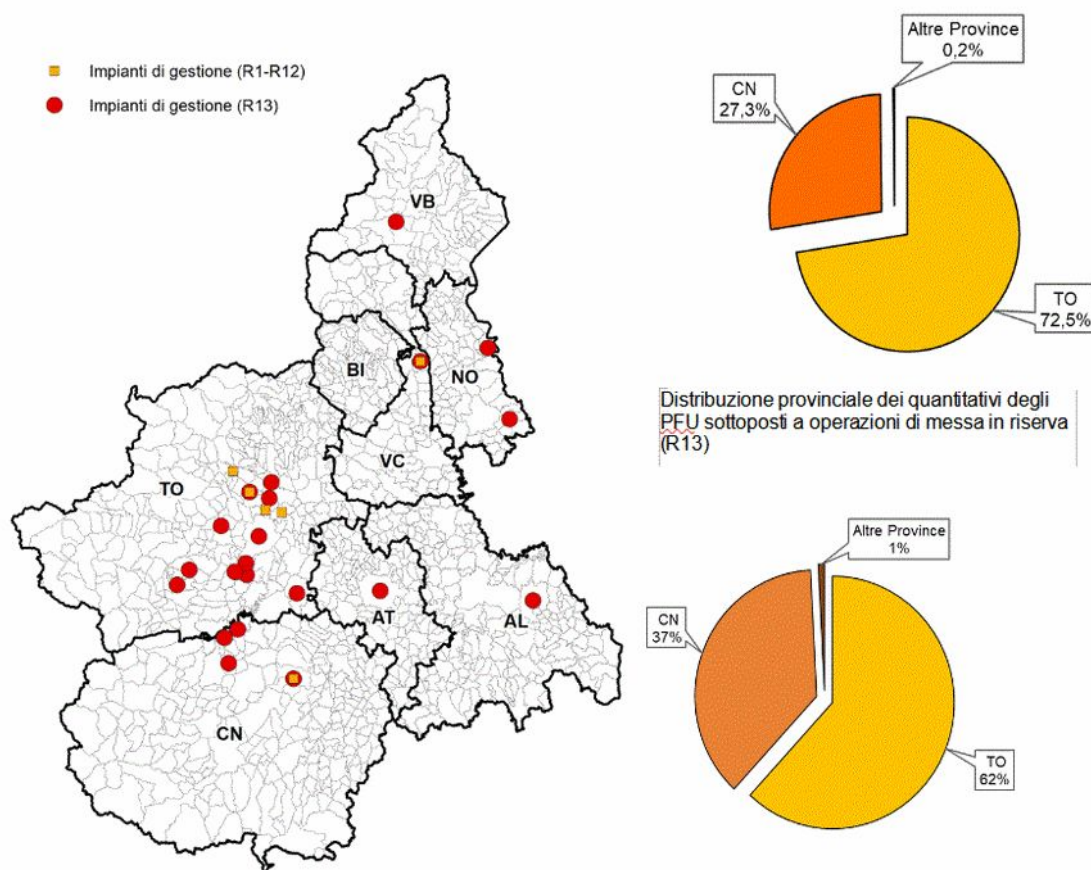 Impianti di gestione (R1-R12)
Impianti di gestione (R13)
VB
BI
NO
VC
TO
AT
AL
CN
Altre Province
0,2%
CN
27,3%
TO
72,5%
Distribuzione provinciale dei quantitativi degli
PFU sottoposti a operazioni di messa in riserva
(R13)
Altre Province
1%
CN
37%
TO
62%